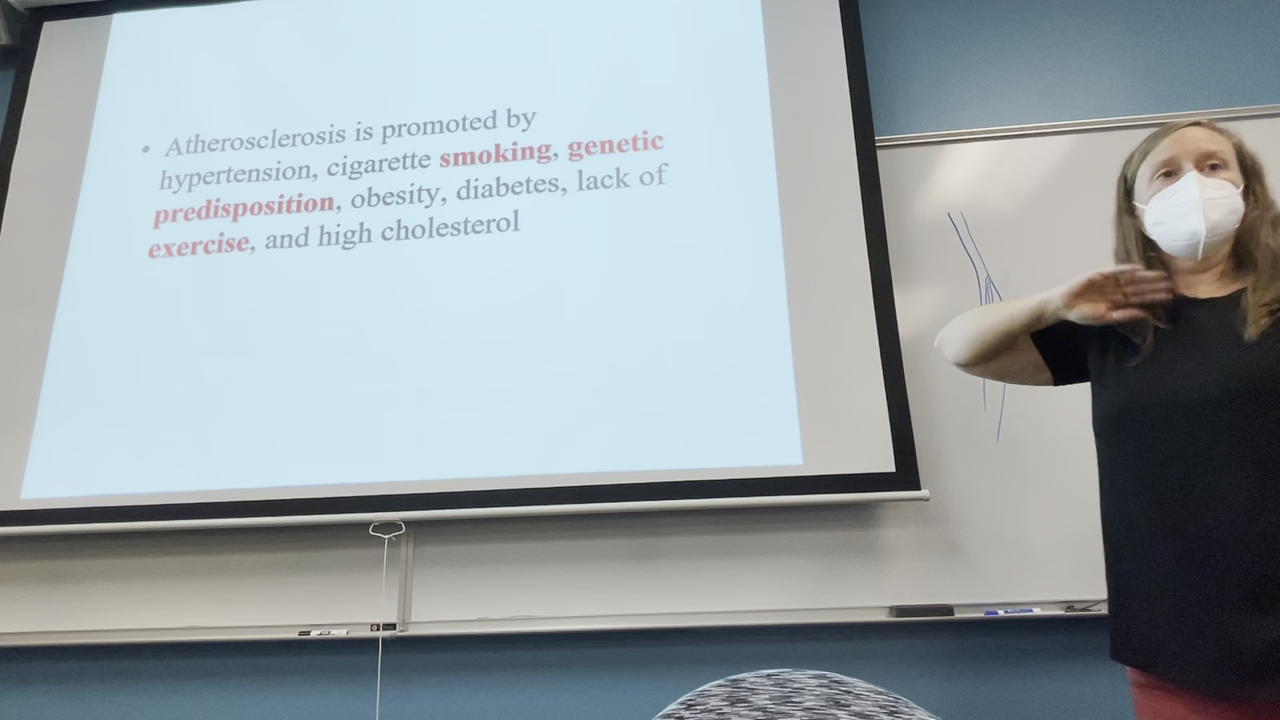 • Atherosclerosis is promoted by
hypertension, cigarette smoking, genetic
predisposition, obesity, diabetes, lack of
exercise, and high cholesterol